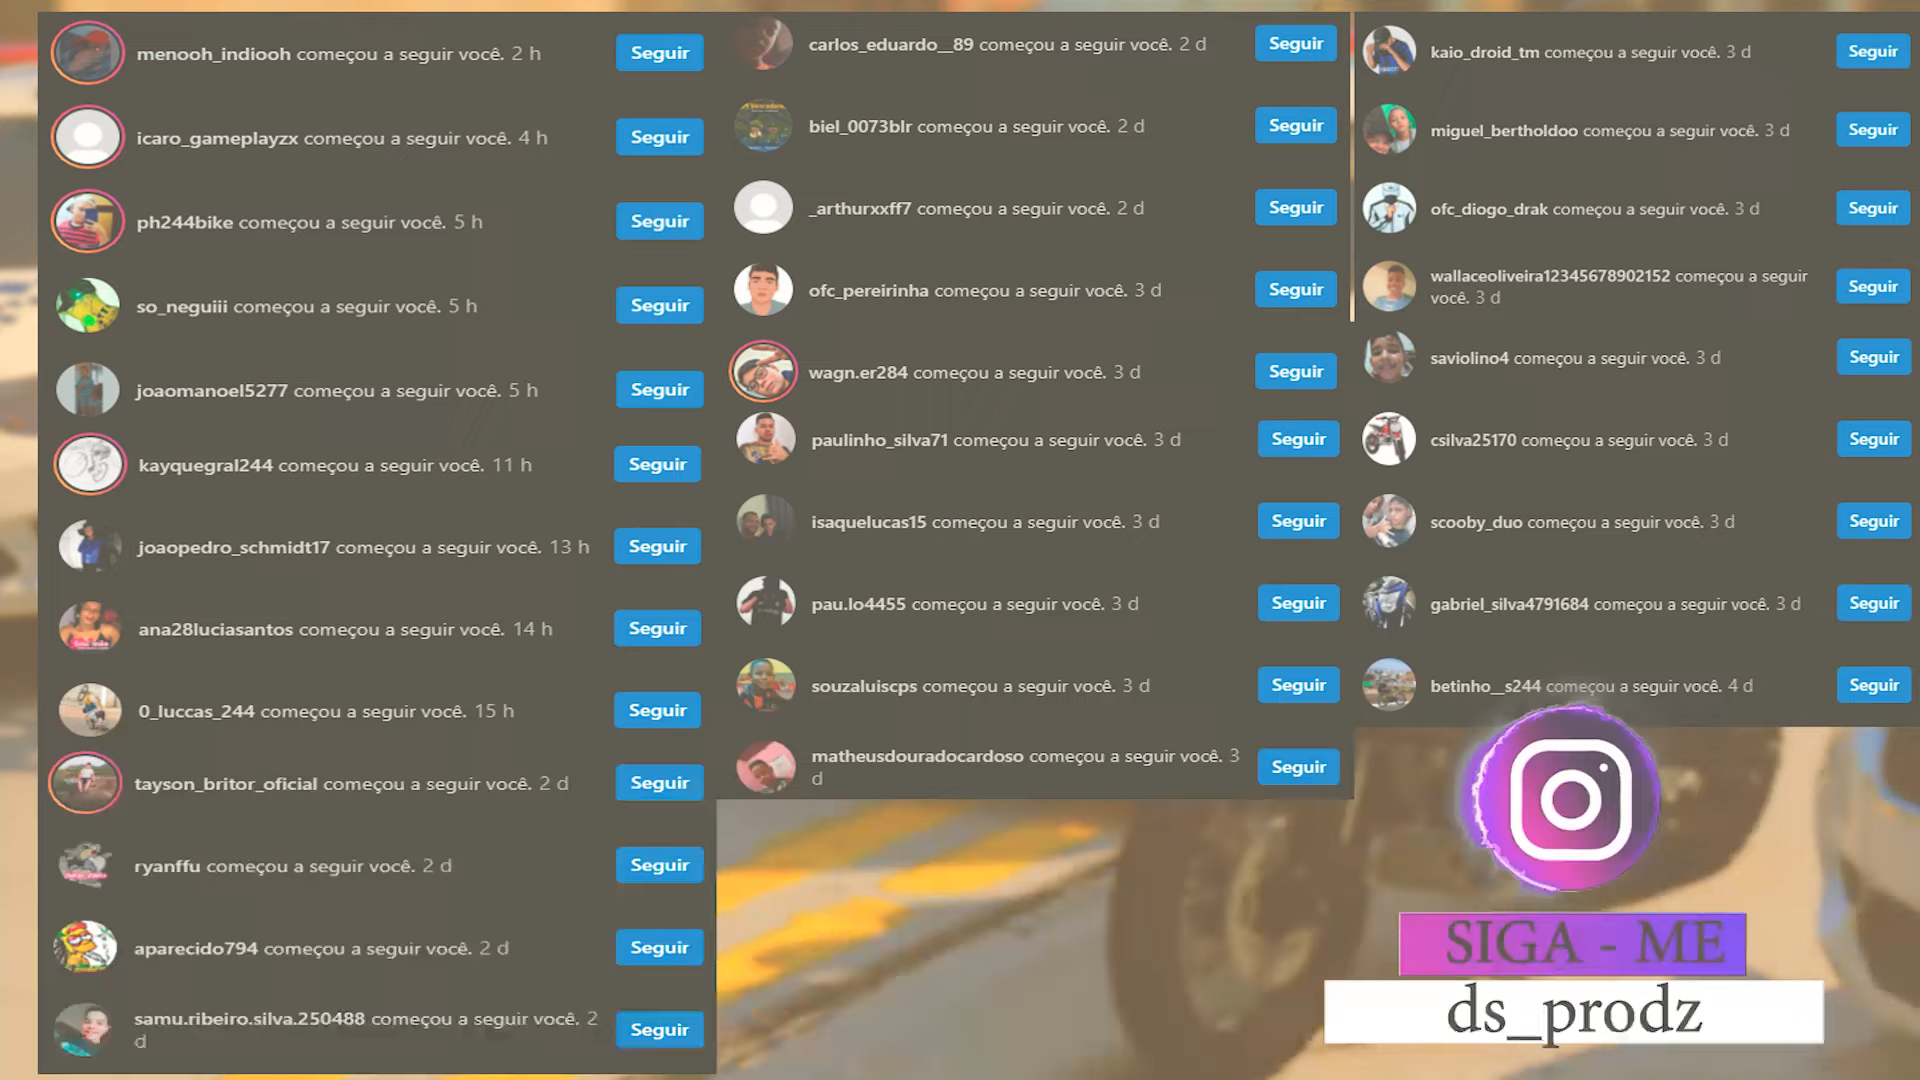 menooh_indiooh começou a seguir você. 2 h
Seguir
icaro_gameplayzx começou a seguir você. 4 h
Seguir
ph244bike começou a seguir você. 5 h
Seguir
so_neguiii começou a seguir você. 5 h
Seguir
joaomanoel5277 começou a seguir você. 5 h
Seguir
kayquegral244 começou a seguir você. 11 h
Seguir
joaopedro_schmidt17 começou a seguir você. 13 h
Seguir
ana28luciasantos começou a seguir você. 14 h
Seguir
0_luccas_244 começou a seguir você. 15 h
Seguir
tayson_britor_oficial começou a seguir você. 2 d
Seguir
ryanffu começou a seguir você. 2 d
Seguir
aparecido794 começou a seguir você. 2 d
Seguir
samu.ribeiro.silva.250488 começou a seguir você. 2
d
Seguir
carlos_eduardo__89 começou a seguir você. 2 d
Seguir
biel_0073blr começou a seguir você. 2 d
Seguir
_arthurxxff7 começou a seguir você. 2 d
Seguir
ofc_pereirinha começou a seguir você. 3 d
Seguir
wagn.er284 começou a seguir você. 3 d
Seguir
paulinho_silva71 começou a seguir você. 3 d
Seguir
isaquelucas15 começou a seguir você. 3 d
Seguir
pau.lo4455 começou a seguir você. 3 d
Seguir
souzaluiscps começou a seguir você. 3 d
Seguir
matheusdouradocardoso começou a seguir você. 3
d
Seguir
kaio_droid_tm começou a seguir você. 3 d
Seguir
miguel_bertholdoo começou a seguir você. 3 d
Seguir
ofc_diogo_drak começou a seguir você. 3 d
Seguir
wallaceoliveira12345678902152 começou a seguir
você. 3 d
Seguir
saviolino4 começou a seguir você. 3 d
Seguir
csilva25170 começou a seguir você. 3 d
Seguir
scooby_duo começou a seguir você. 3 d
Seguir
gabriel_silva4791684 começou a seguir você. 3 d
Seguir
betinho__s244 começou a seguir você. 4 d
Seguir
SIGA - ME
ds_prodz